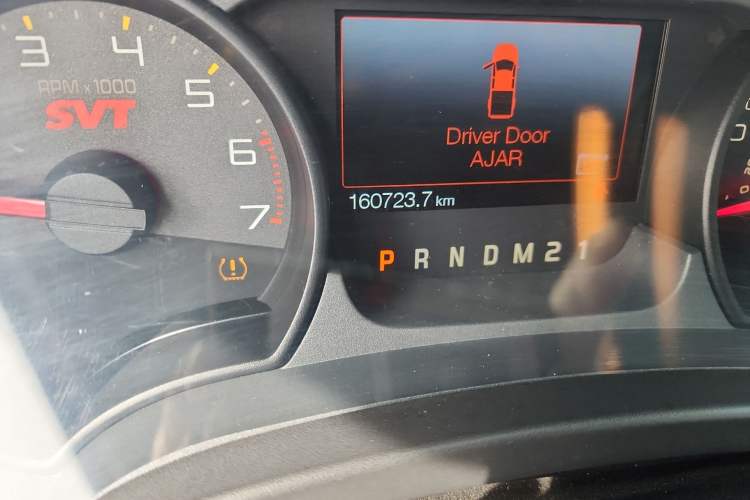 3 4 5 6 7
RPM x 1000
SVT
Driver Door
AJAR
160723.7 km
P R N D M 2 1